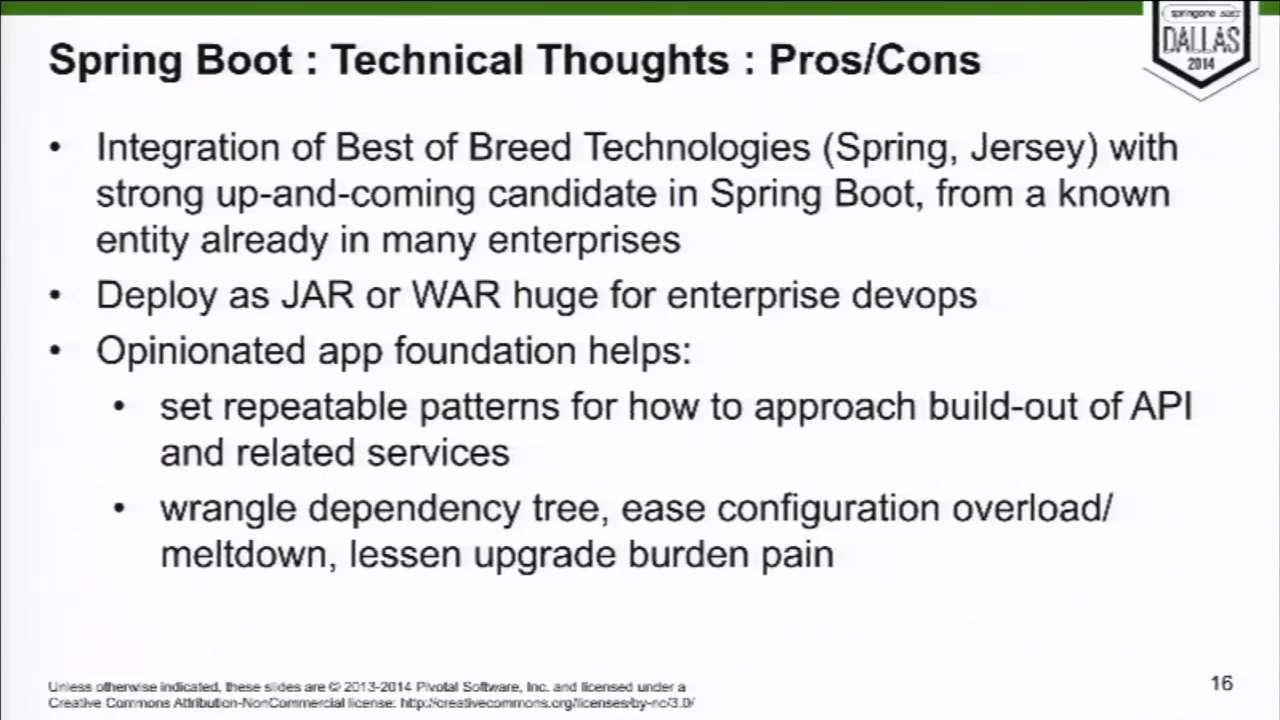 Spring Boot : Technical Thoughts : Pros/Cons
springone 2GX
DALLAS
2014
• Integration of Best of Breed Technologies (Spring, Jersey) with
strong up-and-coming candidate in Spring Boot, from a known
entity already in many enterprises
• Deploy as JAR or WAR huge for enterprise devops
• Opinionated app foundation helps:
• set repeatable patterns for how to approach build-out of API
and related services
• wrangle dependency tree, ease configuration overload/
meltdown, lessen upgrade burden pain
Unless otherwise indicated, these slides are © 2013-2014 Pivotal Software, Inc. and licensed under a
Creative Commons Attribution-NonCommercial license: http://creativecommons.org/licenses/by-nc/3.0/
16